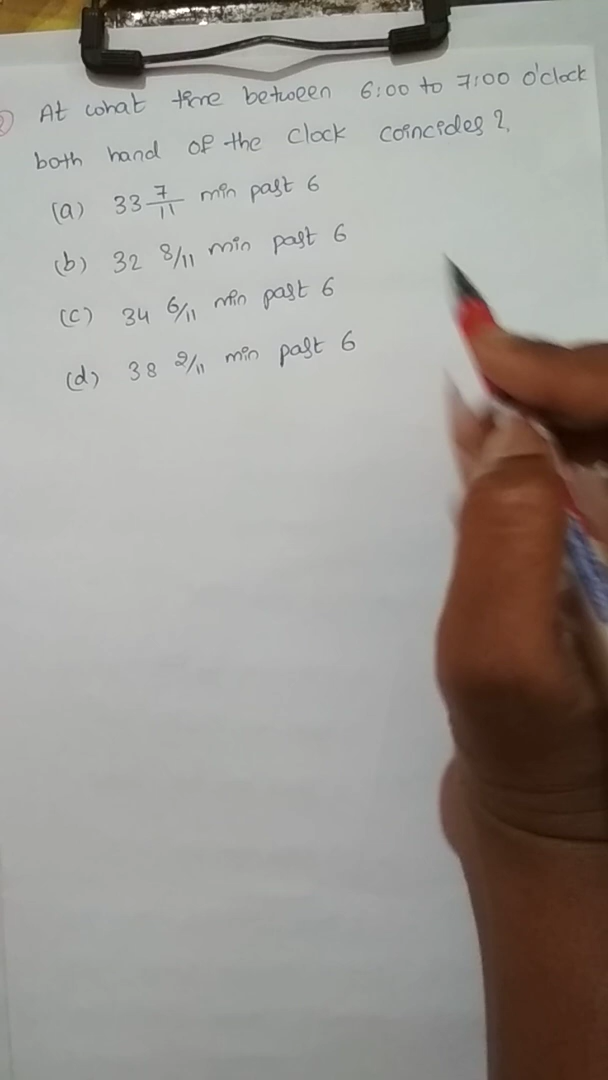 At what time between 6:00 to 7:00 o'clock
both hand of the clock coincides?
(a) 33 7/11 min past 6
(b) 32 8/11 min past 6
(c) 34 6/11 min past 6
(d) 38 2/11 min past 6